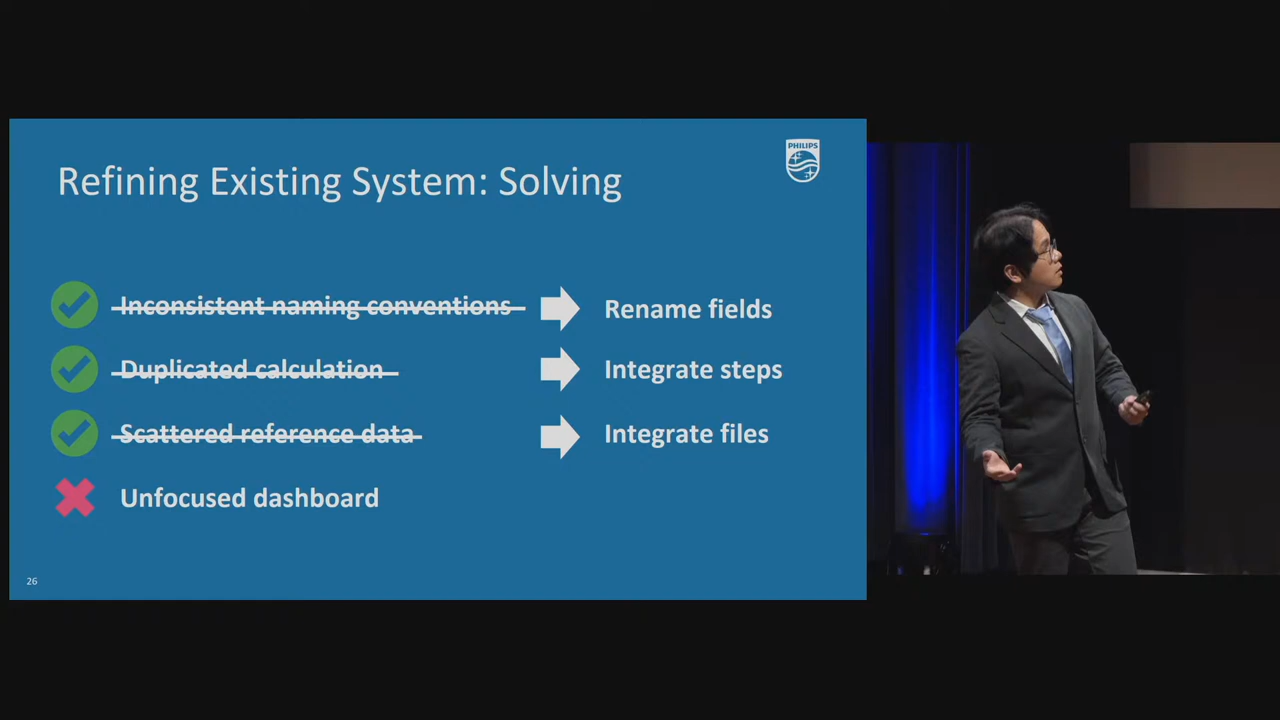 PHILIPS
Refining Existing System: Solving
Inconsistent naming conventions
Rename fields
Duplicated calculation
Integrate steps
Scattered reference data
Integrate files
Unfocused dashboard
26